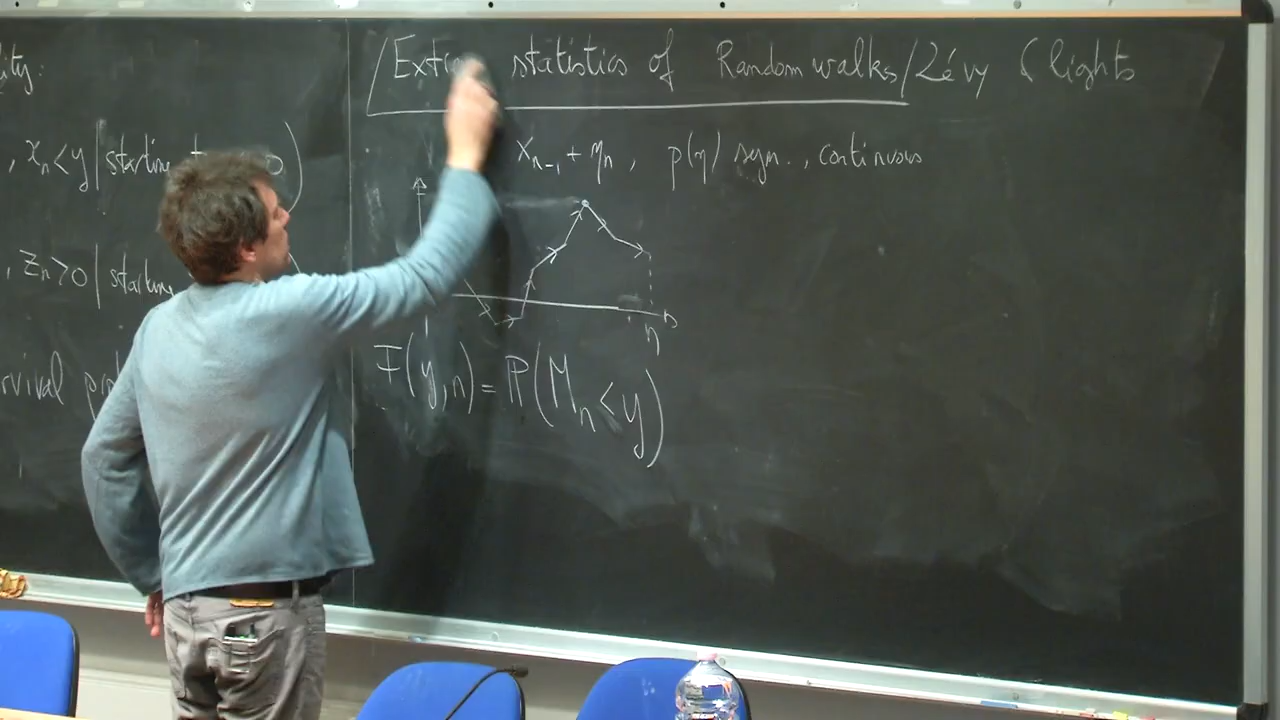 ity:
, x_n < y | starting
, z_n > 0 | starting
rvival
statistics of Random walks/Lévy flights
x_{n-1} + η_n, p(η) sym., continuous
n
F(y,n) = P(M_n < y)